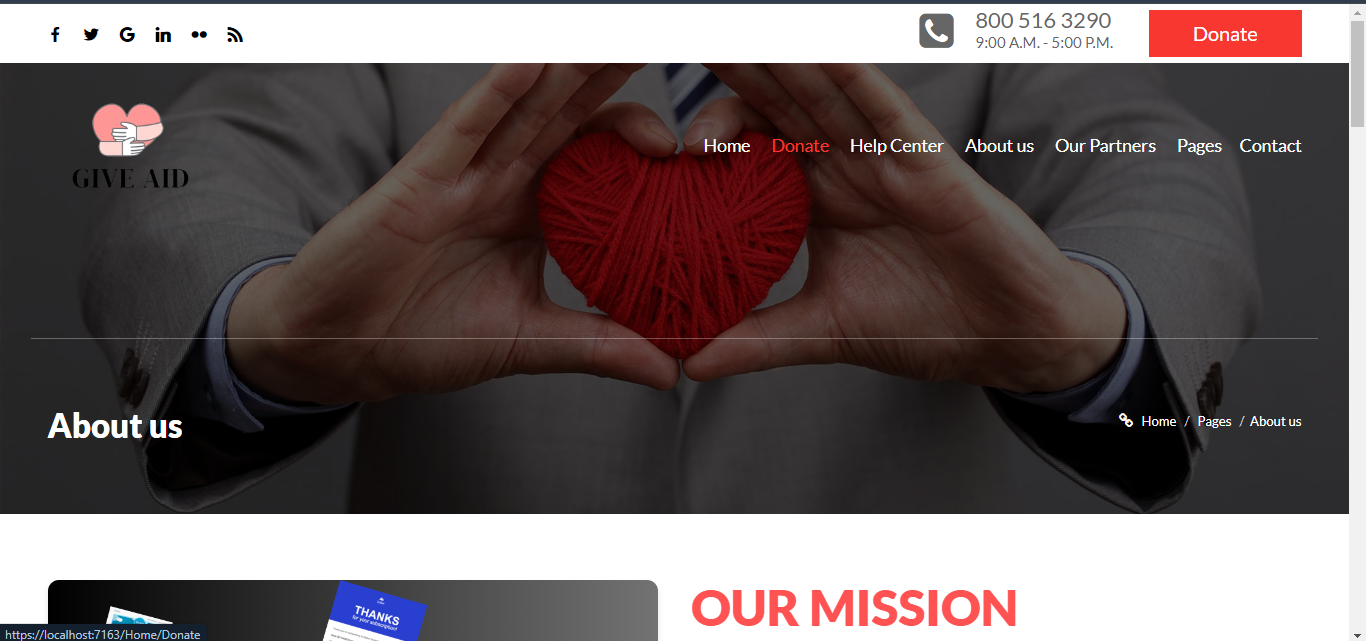 800 516 3290
9:00 A.M. - 5:00 P.M.
Donate
GIVE AID
Home Donate Help Center About us Our Partners Pages Contact
About us
Home / Pages / About us
THANKS
for your subscription!
OUR MISSION
https://localhost:7163/Home/Donate